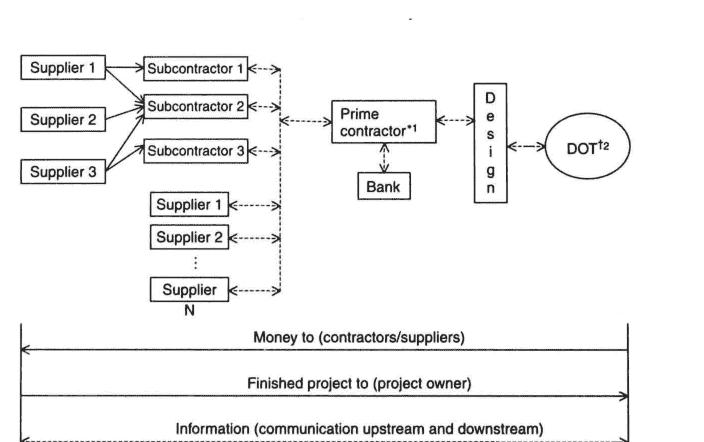 Supplier 1
Subcontractor 1
Supplier 2
Subcontractor 2
Supplier 3
Subcontractor 3
Supplier 1
Supplier 2
⋮
Supplier
N
Prime
contractor*1
Bank
D
e
s
i
g
n
DOT†2
Money to (contractors/suppliers)
Finished project to (project owner)
Information (communication upstream and downstream)